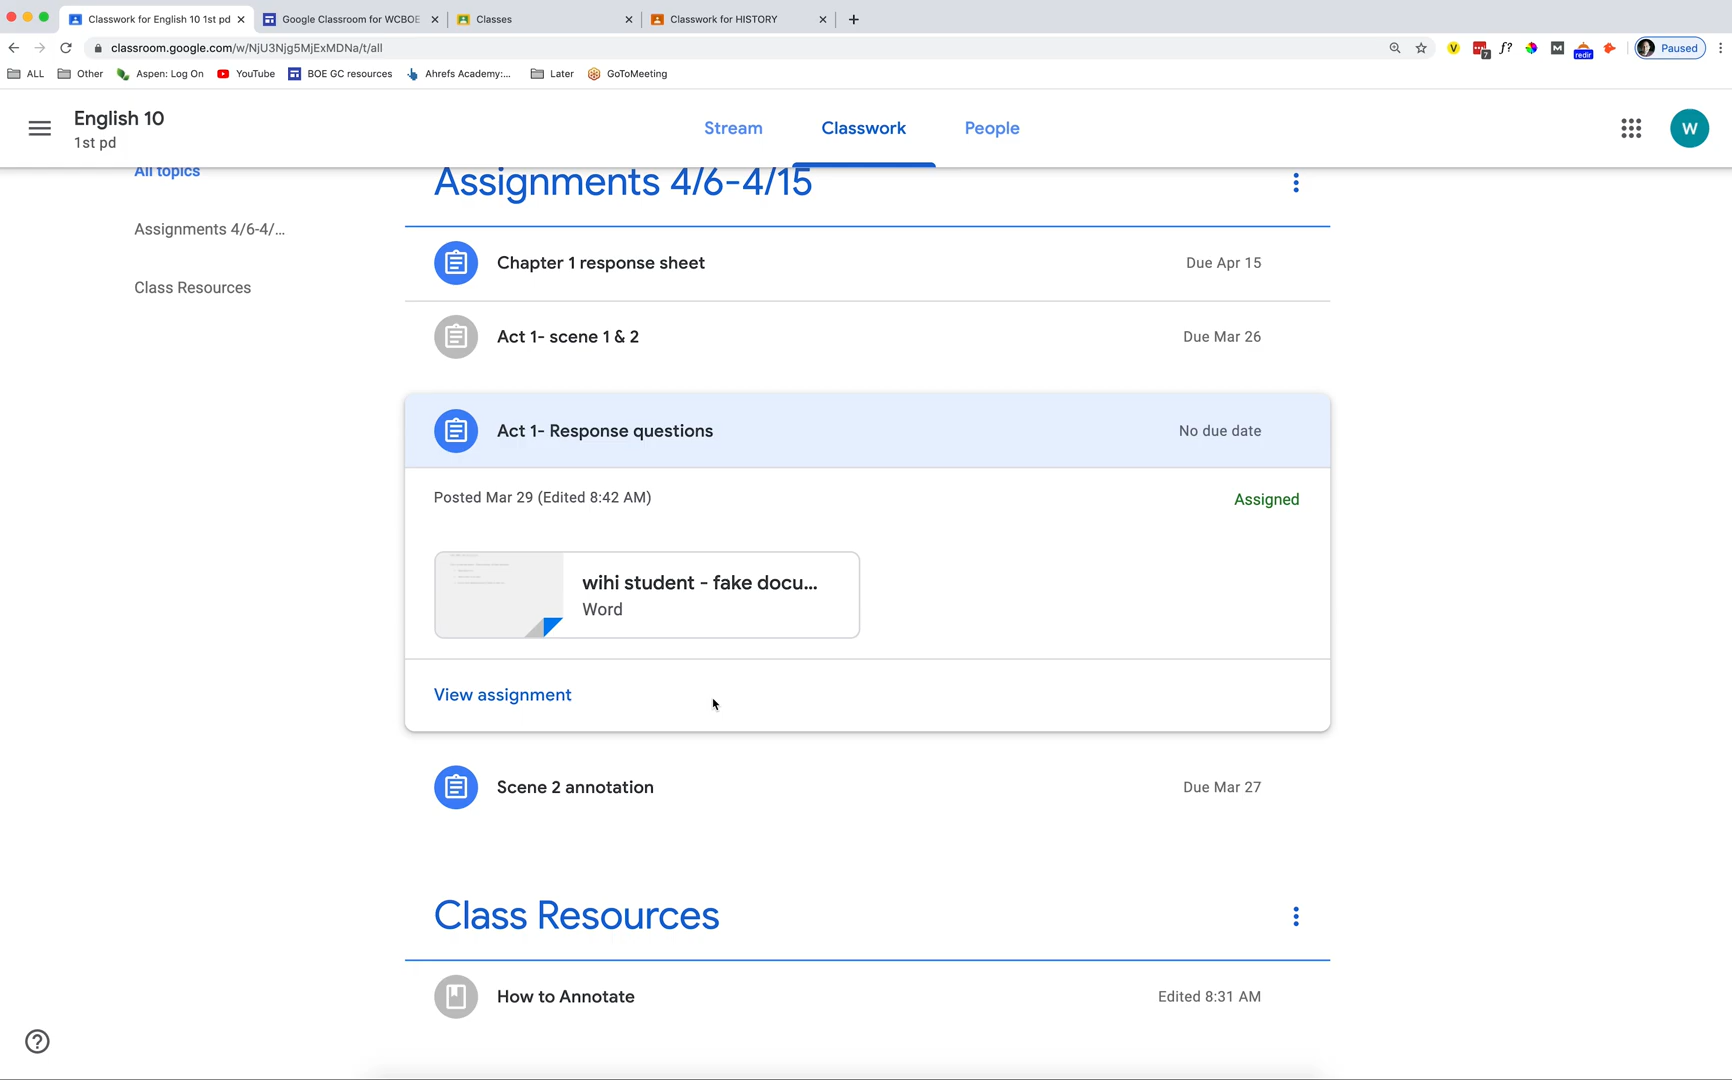 Classwork for English 10 1st pd
Google Classroom for WCBOE
Classes
Classwork for HISTORY
classroom.google.com/w/NjU3Njg5MjExMDNa/t/all
Paused
ALL
Other
Aspen: Log On
YouTube
BOE GC resources
Ahrefs Academy:...
Later
GoToMeeting
English 10
1st pd
Stream
Classwork
People
W
All topics
Assignments 4/6-4/...
Class Resources
Assignments 4/6-4/15
Chapter 1 response sheet
Due Apr 15
Act 1- scene 1 & 2
Due Mar 26
Act 1- Response questions
No due date
Posted Mar 29 (Edited 8:42 AM)
Assigned
wihi student - fake docu...
Word
View assignment
Scene 2 annotation
Due Mar 27
Class Resources
How to Annotate
Edited 8:31 AM